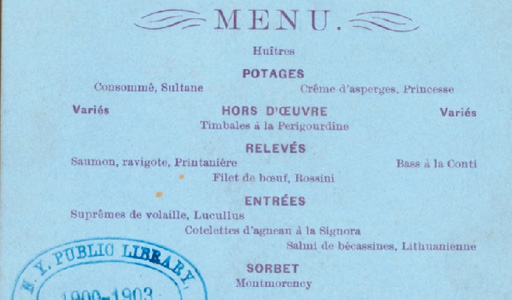 MENU.
Huîtres
POTAGES
Consommé, Sultane Crême d'asperges, Princesse
Variés HORS D'ŒUVRE Variés
Timbales à la Perigourdine
RELEVÉS
Saumon, ravigote, Printanière Bass à la Conti
Filet de bœuf, Rossini
ENTRÉES
Suprêmes de volaille, Lucullus
Cotelettes d'agneau à la Signora
Salmi de bécassines, Lithuanienne
SORBET
Montmorency
N. Y. PUBLIC LIBRARY,
1900-1903